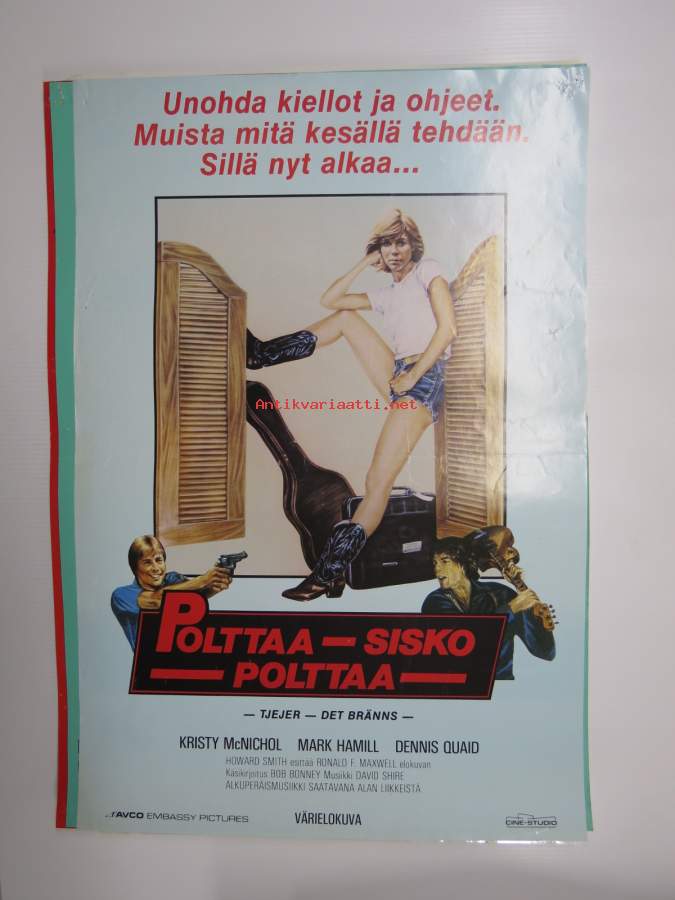 Unohda kiellot ja ohjeet.
Muista mitä kesällä tehdään.
Sillä nyt alkaa...
Antikvariaatti.net
POLTTAA — SISKO
— POLTTAA —
— TJEJER — DET BRÄNNS —
KRISTY McNICHOL MARK HAMILL DENNIS QUAID
HOWARD SMITH esittää RONALD F. MAXWELL elokuvan
Käsikirjoitus BOB BONNEY Musiikki DAVID SHIRE
ALKUPERÄISMUSIIKKI SAATAVANA ALAN LIIKKEISTÄ
AVCO EMBASSY PICTURES
VÄRIELOKUVA
CINE-STUDIO